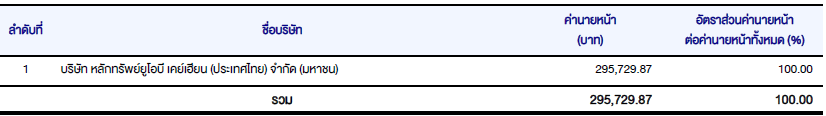 ลำดับที่ ชื่อบริษัท ค่านายหน้า (บาท) อัตราส่วนค่านายหน้า ต่อค่านายหน้าทั้งหมด (%)
1 บริษัท หลักทรัพย์ยูโอบี เคย์เฮียน (ประเทศไทย) จำกัด (มหาชน) 295,729.87 100.00
รวม 295,729.87 100.00